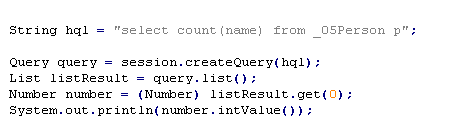 String hql = "select count(name) from _05Person p";
Query query = session.createQuery(hql);
List listResult = query.list();
Number number = (Number) listResult.get(0);
System.out.println(number.intValue());